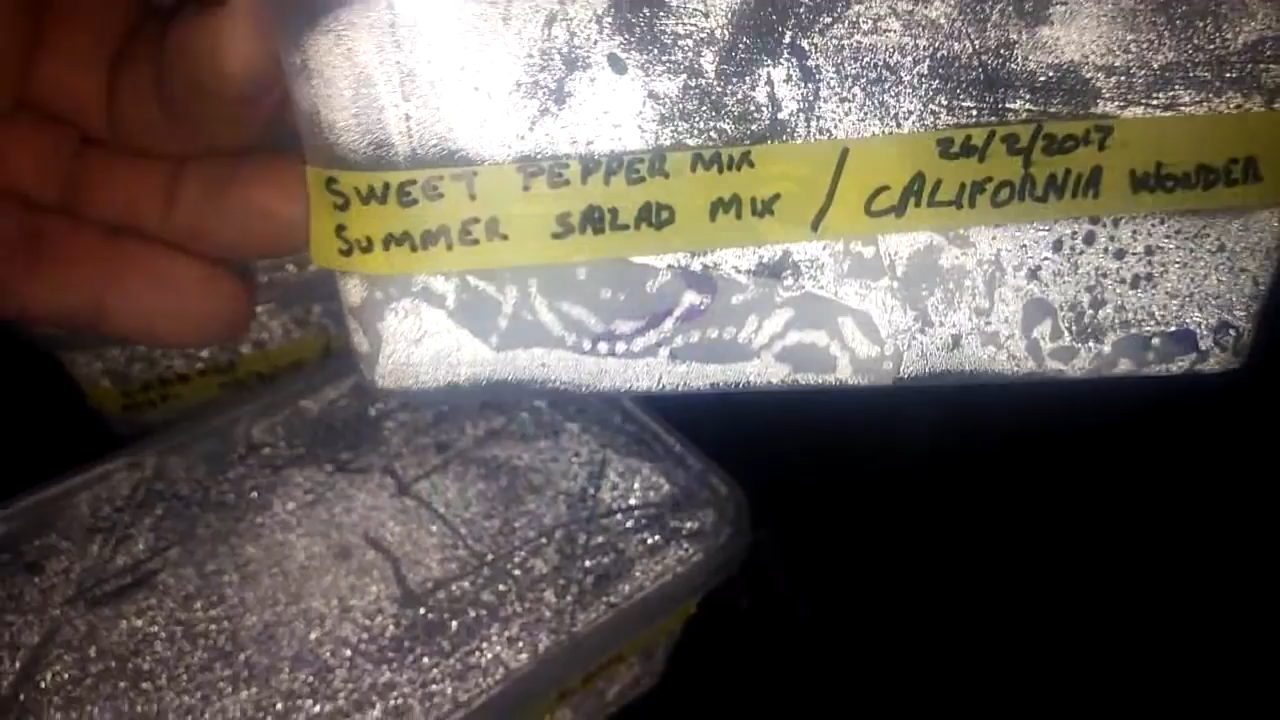 SWEET PEPPER MIX
SUMMER SALAD MIX /
26/2/2017
CALIFORNIA WONDER